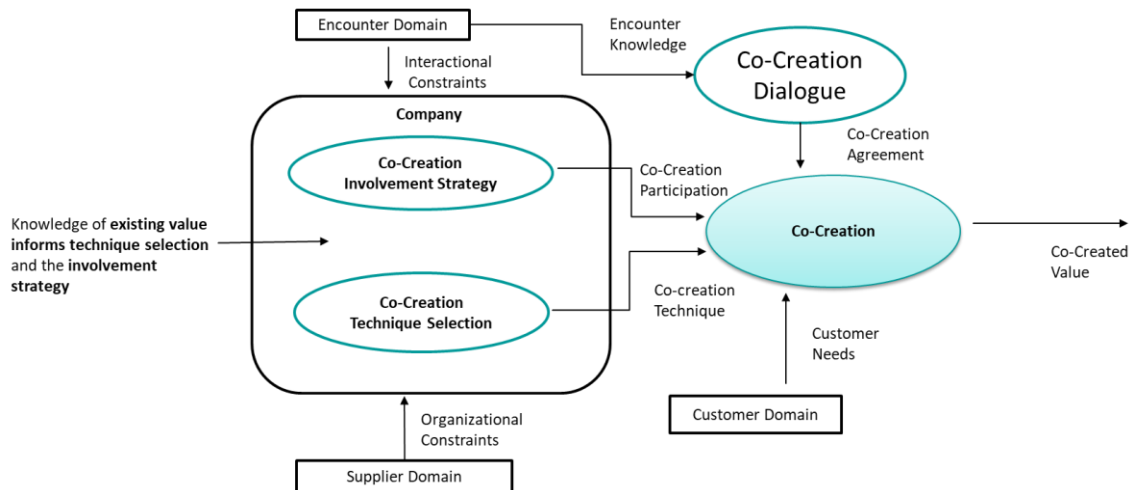 Encounter Domain
Encounter
Knowledge
Co-Creation
Dialogue
Interactional
Constraints
Company
Co-Creation
Involvement Strategy
Co-Creation
Agreement
Co-Creation
Participation
Knowledge of existing value
informs technique selection
and the involvement
strategy
Co-Creation
Co-Created
Value
Co-Creation
Technique Selection
Co-creation
Technique
Customer
Needs
Organizational
Constraints
Customer Domain
Supplier Domain